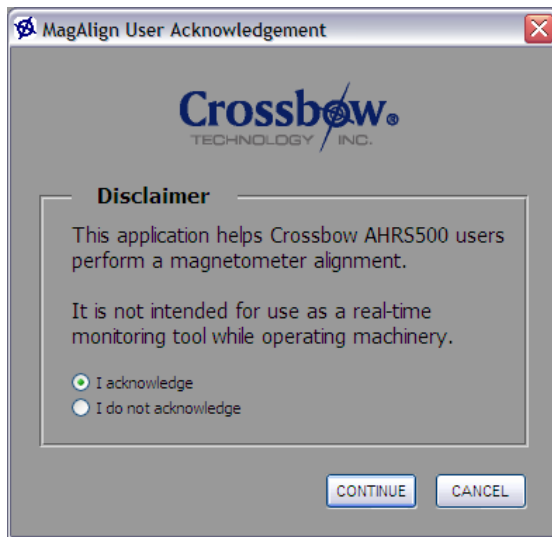 MagAlign User Acknowledgement
Crossbow®
TECHNOLOGY INC.
Disclaimer
This application helps Crossbow AHRS500 users
perform a magnetometer alignment.
It is not intended for use as a real-time
monitoring tool while operating machinery.
I acknowledge
I do not acknowledge
CONTINUE CANCEL